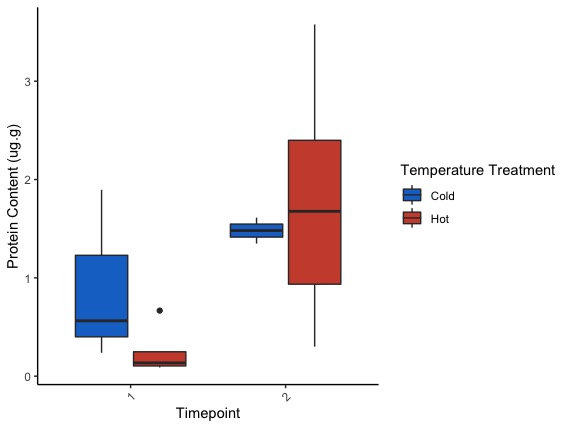 Protein Content (ug.g)
3
2
1
0
1
2
Timepoint
Temperature Treatment
Cold
Hot